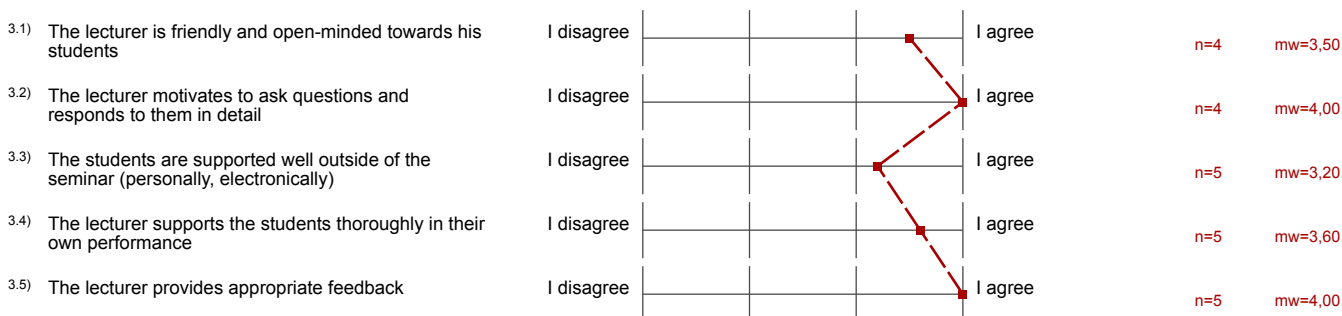 3.1) The lecturer is friendly and open-minded towards his
students
I disagree I agree n=4 mw=3,50
3.2) The lecturer motivates to ask questions and
responds to them in detail
I disagree I agree n=4 mw=4,00
3.3) The students are supported well outside of the
seminar (personally, electronically)
I disagree I agree n=5 mw=3,20
3.4) The lecturer supports the students thoroughly in their
own performance
I disagree I agree n=5 mw=3,60
3.5) The lecturer provides appropriate feedback
I disagree I agree n=5 mw=4,00